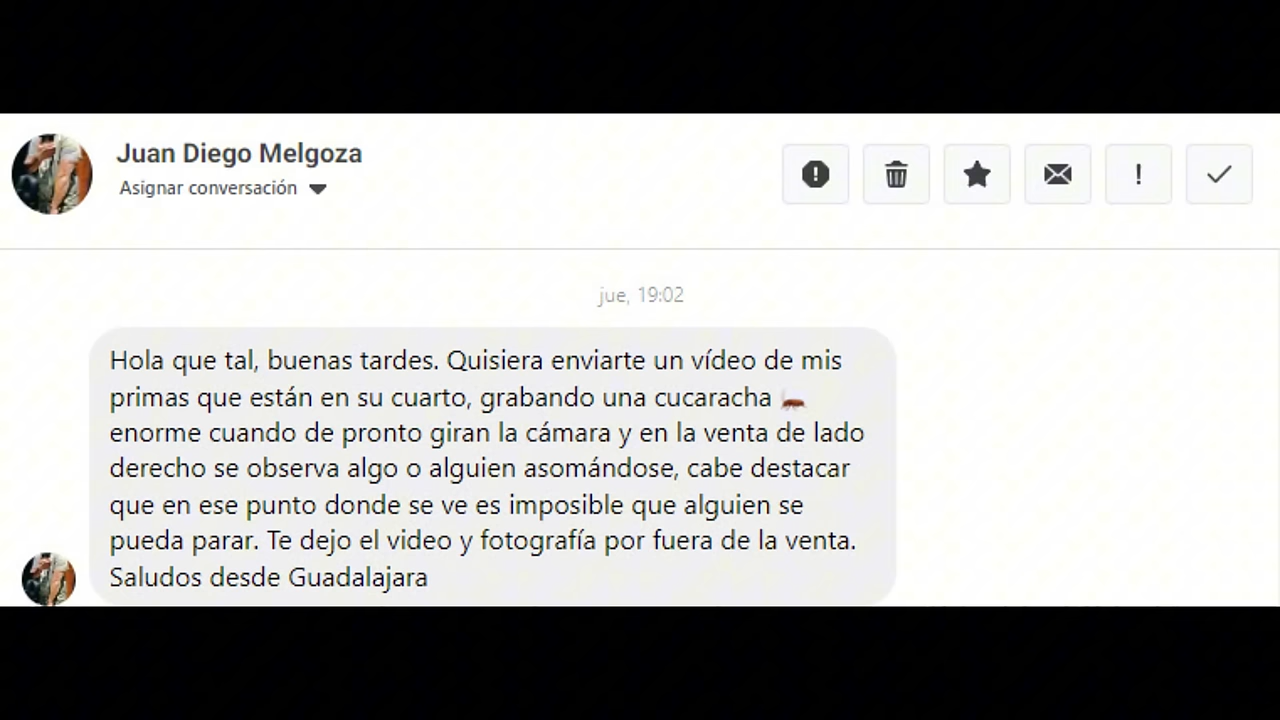 Juan Diego Melgoza
Asignar conversación
jue, 19:02
Hola que tal, buenas tardes. Quisiera enviarte un vídeo de mis
primas que están en su cuarto, grabando una cucaracha 🪳
enorme cuando de pronto giran la cámara y en la venta de lado
derecho se observa algo o alguien asomándose, cabe destacar
que en ese punto donde se ve es imposible que alguien se
pueda parar. Te dejo el video y fotografía por fuera de la venta.
Saludos desde Guadalajara